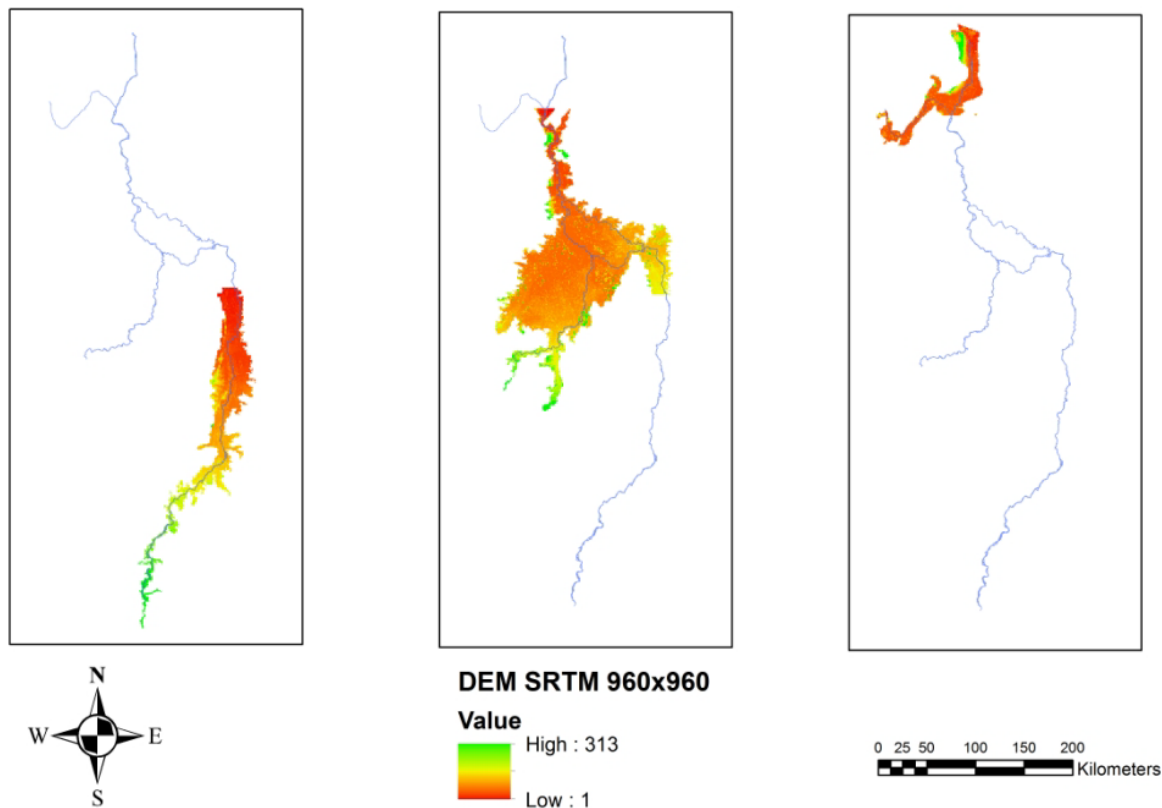 N
W E
S
DEM SRTM 960x960
Value
High : 313
Low : 1
0 25 50 100 150 200
Kilometers